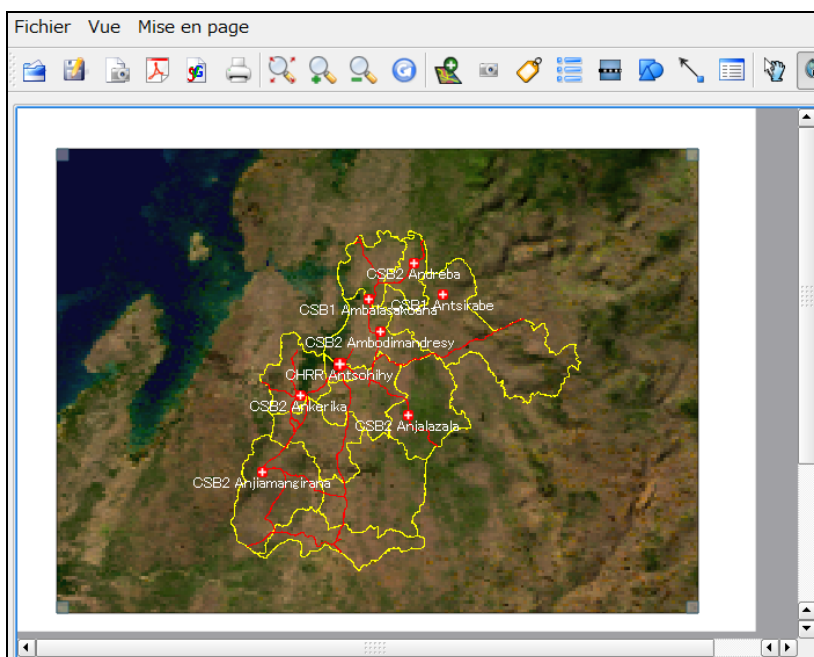 Fichier Vue Mise en page
CSB2 Andreba
CSB1 Antsikabe
CSB1 Ambalasakoana
CSB2 Ambodimandresy
CHRR Antsohihy
CSB2 Ankerika
CSB2 Anjalazala
CSB2 Anjiamangirana